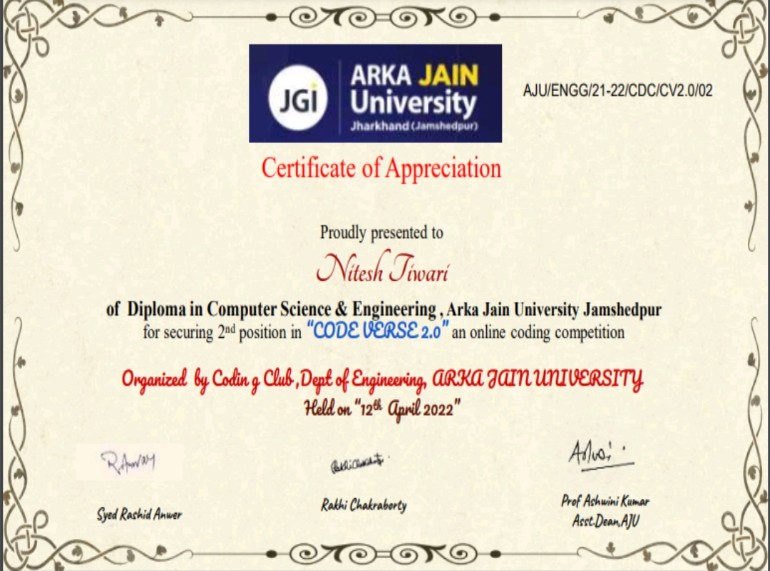 JGi
ARKA JAIN
University
Jharkhand (Jamshedpur)
AJU/ENGG/21-22/CDC/CV2.0/02
Certificate of Appreciation
Proudly presented to
Nitesh Tiwari
of Diploma in Computer Science & Engineering , Arka Jain University Jamshedpur
for securing 2nd position in "CODE VERSE 2.0" an online coding competition
Organized by Codin g Club ,Dept of Engineering, ARKA JAIN UNIVERSITY
Held on "12th April 2022"
Syed Rashid Anwer
Rakhi Chakraborty
Prof Ashwini Kumar
Asst.Dean,AJU